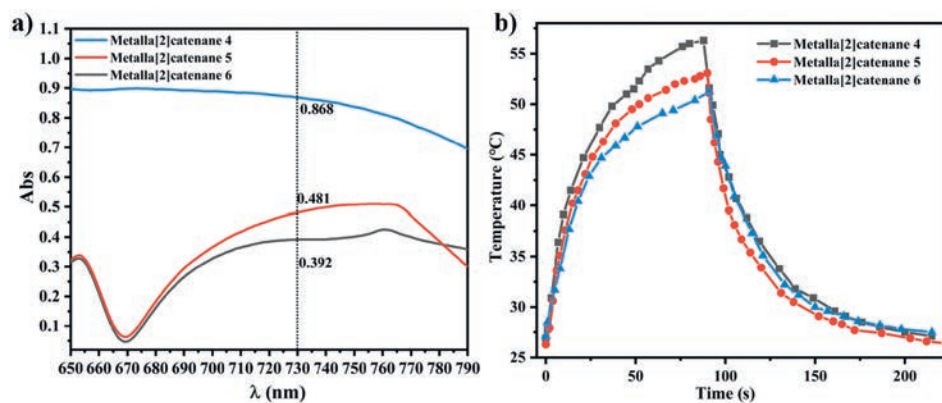 a)
1.1
1.0
0.9
0.8
0.7
0.6
0.5
0.4
0.3
0.2
0.1
Abs
Metalla[2]catenane 4
Metalla[2]catenane 5
Metalla[2]catenane 6
0.868
0.481
0.392
650 660 670 680 690 700 710 720 730 740 750 760 770 780 790
λ (nm)
b)
55
50
45
40
35
30
25
Temperature (°C)
Metalla[2]catenane 4
Metalla[2]catenane 5
Metalla[2]catenane 6
0 50 100 150 200
Time (s)